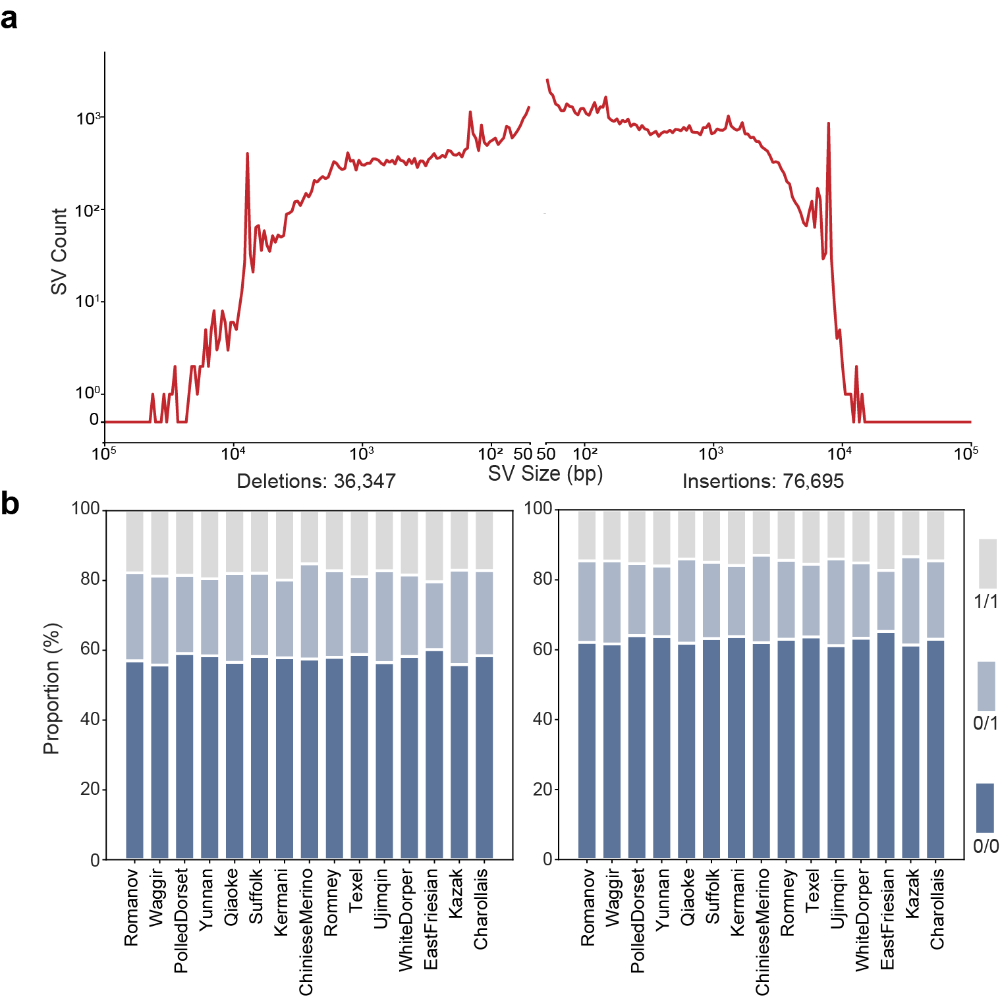 a
SV Count
10³
10²
10¹
10⁰
0
10⁵ 10⁴ 10³ 10² 50 50 10² 10³ 10⁴ 10⁵
SV Size (bp)
Deletions: 36,347 Insertions: 76,695
b
Proportion (%)
100
80
60
40
20
0
Romanov
Waggir
PolledDorset
Yunnan
Qiaoke
Suffolk
Kermani
ChinieseMerino
Romney
Texel
Ujimqin
WhiteDorper
EastFriesian
Kazak
Charollais
100
80
60
40
20
0
Romanov
Waggir
PolledDorset
Yunnan
Qiaoke
Suffolk
Kermani
ChinieseMerino
Romney
Texel
Ujimqin
WhiteDorper
EastFriesian
Kazak
Charollais
1/1
0/1
0/0